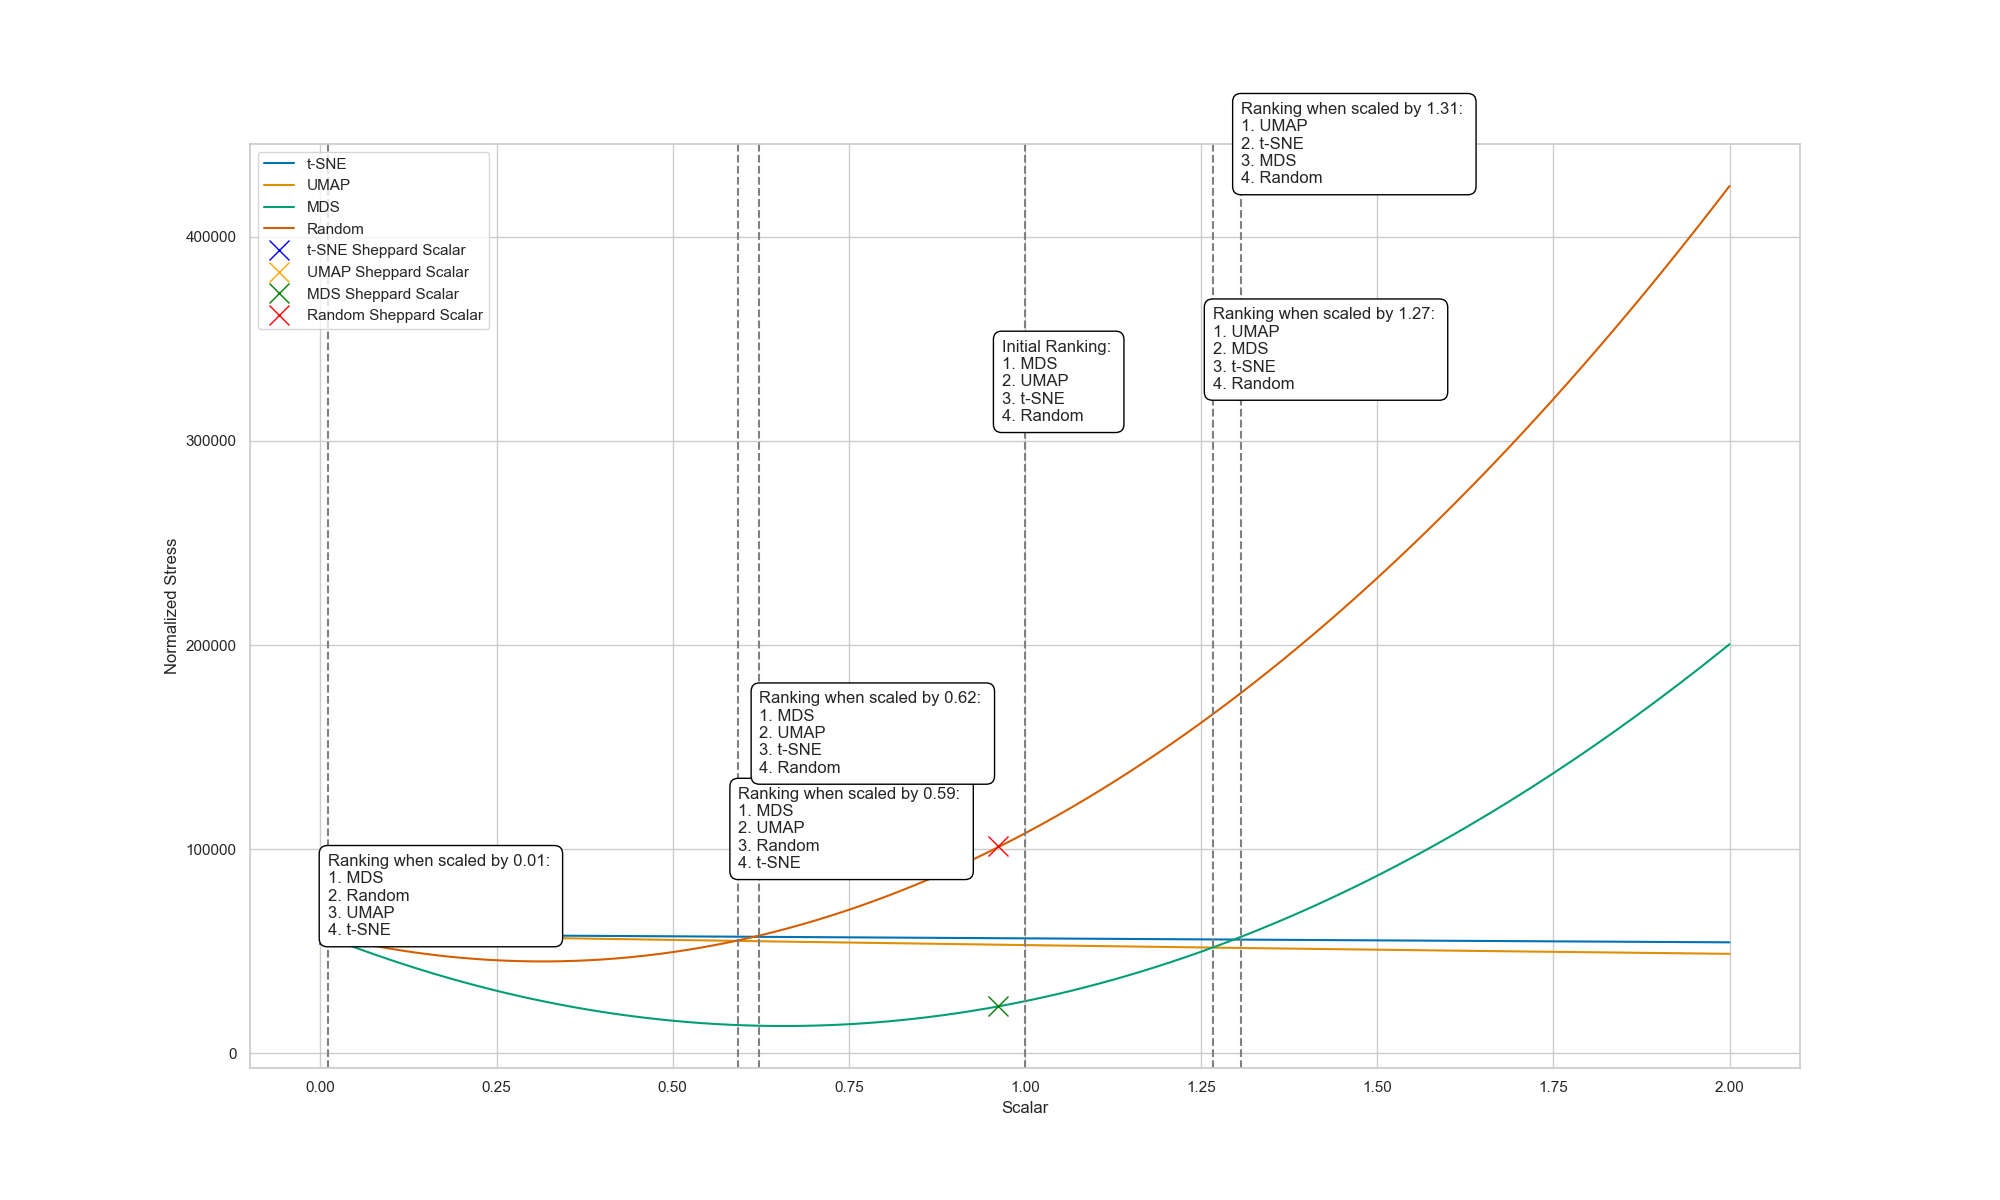 Ranking when scaled by 1.31:
1. UMAP
2. t-SNE
3. MDS
4. Random
t-SNE
UMAP
MDS
Random
t-SNE Sheppard Scalar
UMAP Sheppard Scalar
MDS Sheppard Scalar
Random Sheppard Scalar
Ranking when scaled by 1.27:
1. UMAP
2. MDS
3. t-SNE
4. Random
Initial Ranking:
1. MDS
2. UMAP
3. t-SNE
4. Random
Ranking when scaled by 0.62:
1. MDS
2. UMAP
3. t-SNE
4. Random
Ranking when scaled by 0.59:
1. MDS
2. UMAP
3. Random
4. t-SNE
Ranking when scaled by 0.01:
1. MDS
2. Random
3. UMAP
4. t-SNE
Normalized Stress
400000
300000
200000
100000
0
0.00 0.25 0.50 0.75 1.00 1.25 1.50 1.75 2.00
Scalar